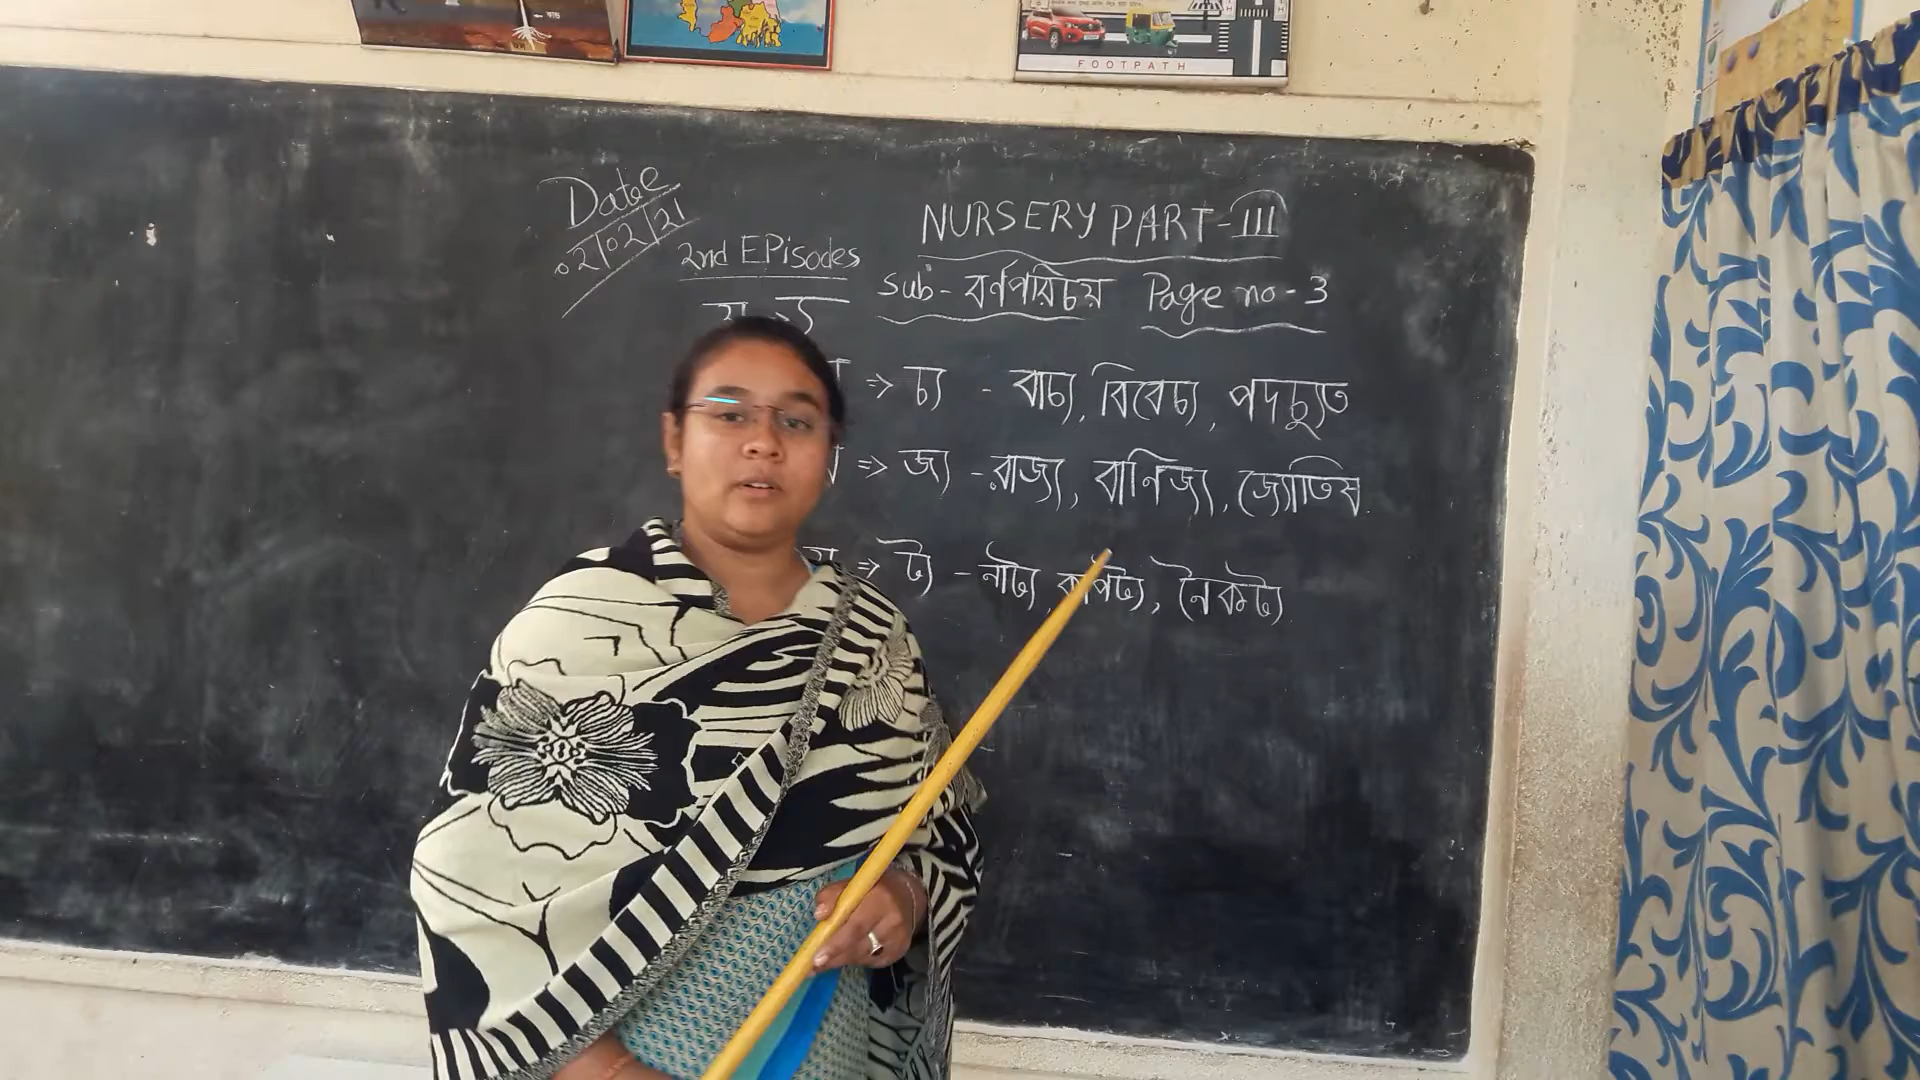 FOOTPATH
Date
০২/০২/২১
NURSERY PART-III
2nd EPisodes
Sub - বর্ণপরিচয় Page no - 3
=> চ্য - বাচ্য, বিবেচ্য, পদচ্যুত
=> জ্য - রাজ্য, বাণিজ্য, জ্যোতিষ
=> ট্য - নাট্য, কাপট্য, নৈকট্য